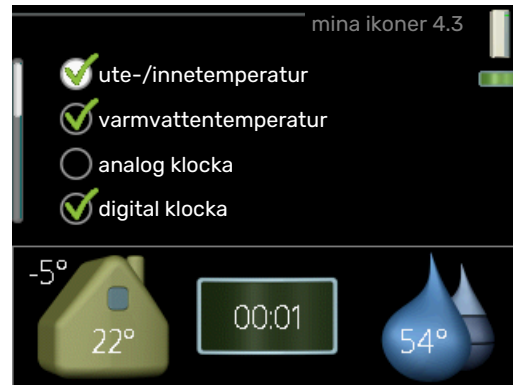 mina ikoner 4.3
ute-/innetemperatur
varmvattentemperatur
analog klocka
digital klocka
-5°
22°
00:01
54°